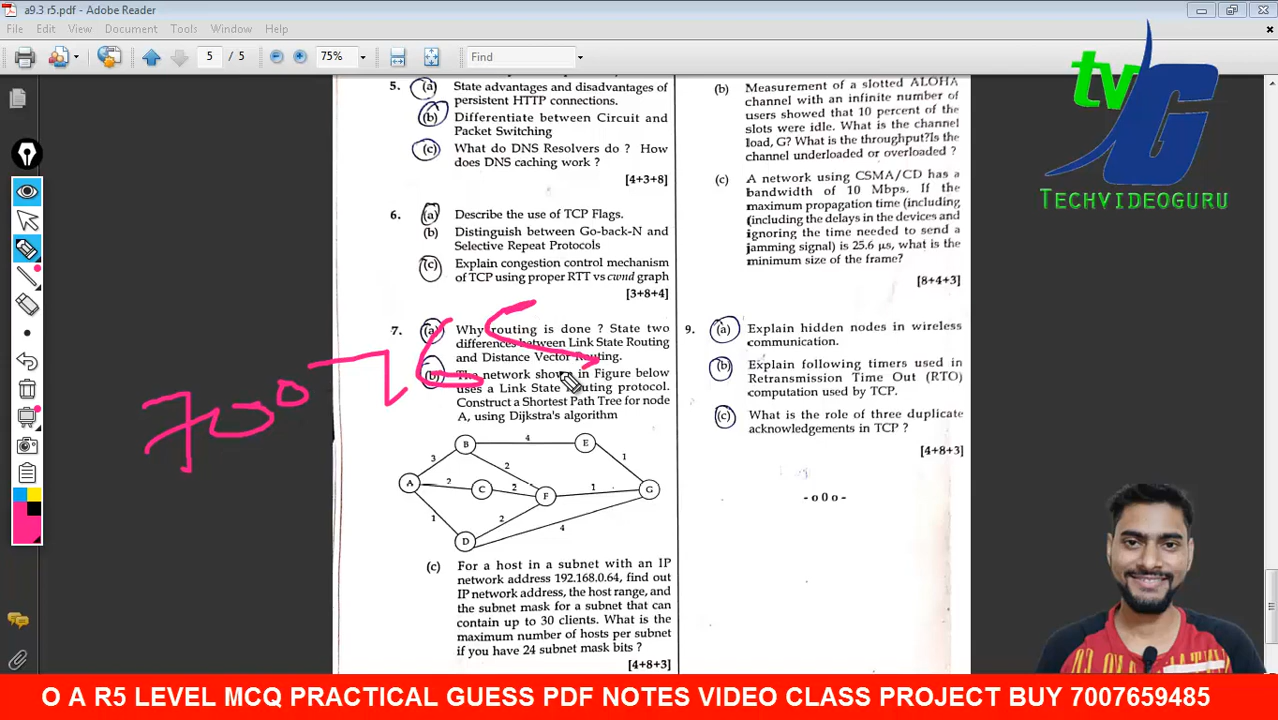 a9.3 r5.pdf - Adobe Reader
File Edit View Document Tools Window Help
5 / 5 75% Find
5. (a) State advantages and disadvantages of
persistent HTTP connections.
(b) Differentiate between Circuit and
Packet Switching
(c) What do DNS Resolvers do ? How
does DNS caching work ?
[4+3+8]
6. (a) Describe the use of TCP Flags.
(b) Distinguish between Go-back-N and
Selective Repeat Protocols
(c) Explain congestion control mechanism
of TCP using proper RTT vs cwnd graph
[3+8+4]
7. (a) Why routing is done ? State two
differences between Link State Routing
and Distance Vector Routing.
(b) The network shown in Figure below
uses a Link State Routing protocol.
Construct a Shortest Path Tree for node
A, using Dijkstra's algorithm
4
B E
3 2 1
A 2 C 2 F 1 G
1 2 4
D
(c) For a host in a subnet with an IP
network address 192.168.0.64, find out
IP network address, the host range, and
the subnet mask for a subnet that can
contain up to 30 clients. What is the
maximum number of hosts per subnet
if you have 24 subnet mask bits ?
[4+8+3]
(b) Measurement of a slotted ALOHA
channel with an infinite number of
users showed that 10 percent of the
slots were idle. What is the channel
load, G? What is the throughput?Is the
channel underloaded or overloaded ?
(c) A network using CSMA/CD has a
bandwidth of 10 Mbps. If the
maximum propagation time (including
(including the delays in the devices and
ignoring the time needed to send a
jamming signal) is 25.6 μs, what is the
minimum size of the frame?
[8+4+3]
9. (a) Explain hidden nodes in wireless
communication.
(b) Explain following timers used in
Retransmission Time Out (RTO)
computation used by TCP.
(c) What is the role of three duplicate
acknowledgements in TCP ?
[4+8+3]
- o 0 o -
700765
tvG
TECHVIDEOGURU
O A R5 LEVEL MCQ PRACTICAL GUESS PDF NOTES VIDEO CLASS PROJECT BUY 7007659485